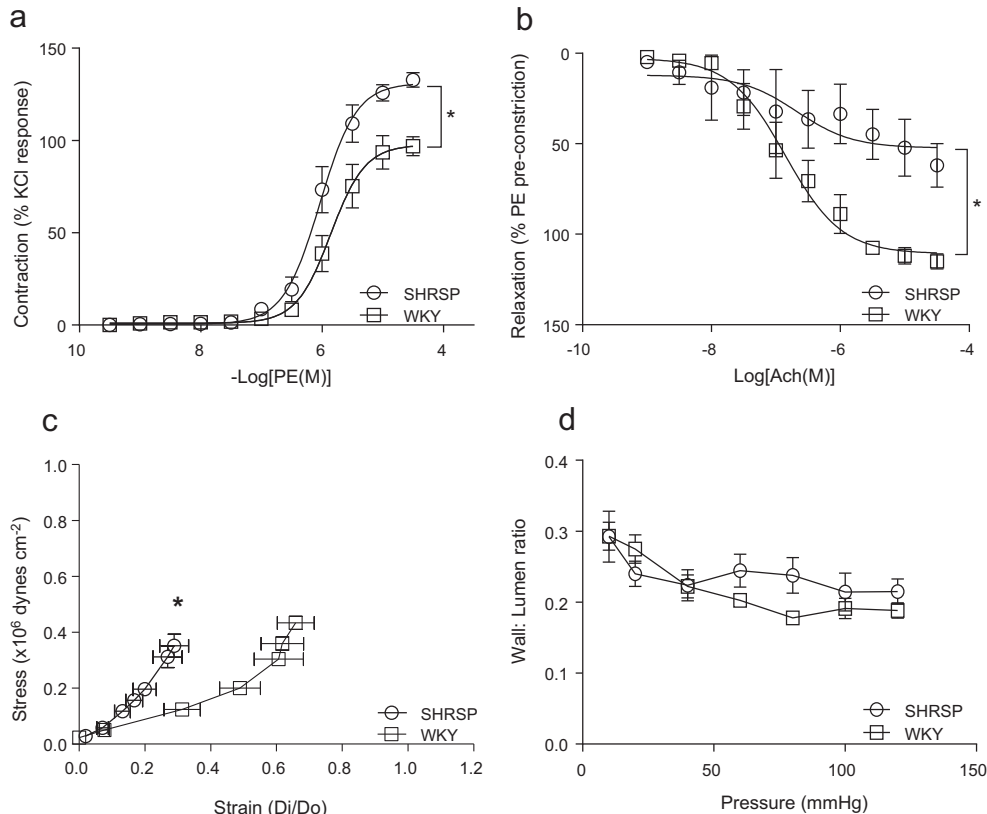 a
150
100
50
0
10
8
6
4
Contraction (% KCl response)
-Log[PE(M)]
SHRSP
WKY
*
b
0
50
100
150
-10
-8
-6
-4
Relaxation (% PE pre-constriction)
Log[Ach(M)]
SHRSP
WKY
*
c
1.0
0.8
0.6
0.4
0.2
0.0
0.0
0.2
0.4
0.6
0.8
1.0
1.2
Stress (x10⁶ dynes cm⁻²)
Strain (Di/Do)
SHRSP
WKY
*
d
0.4
0.3
0.2
0.1
0.0
0
50
100
150
Wall: Lumen ratio
Pressure (mmHg)
SHRSP
WKY